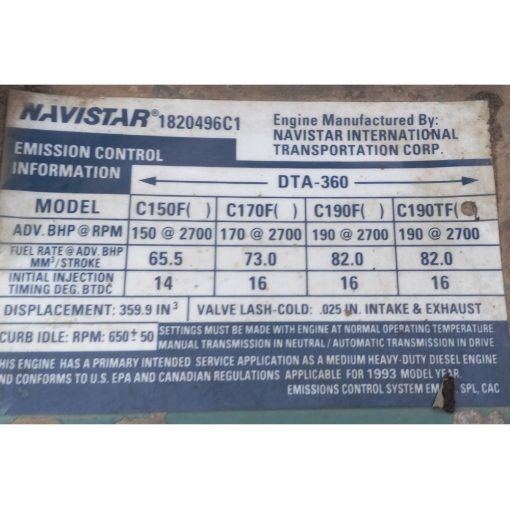 NAVISTAR® 1820496C1
Engine Manufactured By:
NAVISTAR INTERNATIONAL
TRANSPORTATION CORP.
EMISSION CONTROL
INFORMATION
DTA-360
MODEL C150F( ) C170F( ) C190F( ) C190TF(
ADV. BHP @ RPM 150 @ 2700 170 @ 2700 190 @ 2700 190 @ 2700
FUEL RATE @ ADV. BHP
MM³/STROKE 65.5 73.0 82.0 82.0
INITIAL INJECTION
TIMING DEG. BTDC 14 16 16 16
DISPLACEMENT: 359.9 IN³ VALVE LASH-COLD: .025 IN. INTAKE & EXHAUST
CURB IDLE: RPM: 650 ± 50
SETTINGS MUST BE MADE WITH ENGINE AT NORMAL OPERATING TEMPERATURE.
MANUAL TRANSMISSION IN NEUTRAL / AUTOMATIC TRANSMISSION IN DRIVE
THIS ENGINE HAS A PRIMARY INTENDED SERVICE APPLICATION AS A MEDIUM HEAVY-DUTY DIESEL ENGINE
ND CONFORMS TO U.S. EPA AND CANADIAN REGULATIONS APPLICABLE FOR 1993 MODEL YEAR.
EMISSIONS CONTROL SYSTEM EM SPL, CAC